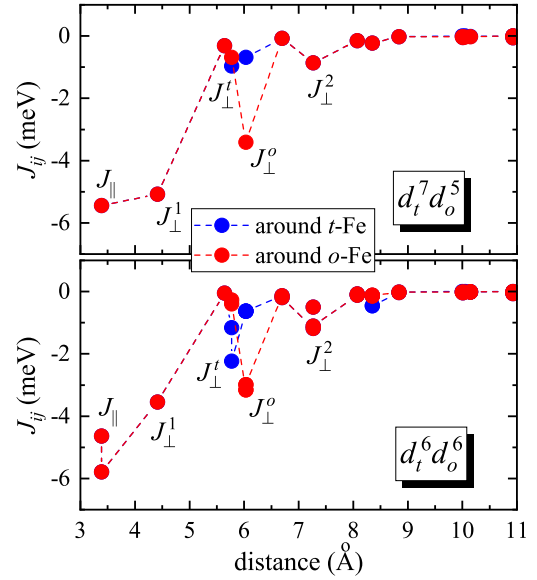 0
-2
-4
-6
J_ij (meV)
J_∥
J_⊥^1
J_⊥^t
J_⊥^o
J_⊥^2
d_t^7 d_o^5
around t-Fe
around o-Fe
0
-2
-4
-6
J_ij (meV)
J_∥
J_⊥^1
J_⊥^t
J_⊥^o
J_⊥^2
d_t^6 d_o^6
3 4 5 6 7 8 9 10 11
distance (Å)